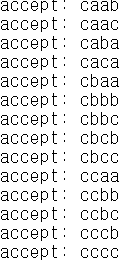 accept: caab
accept: caac
accept: caba
accept: caca
accept: cbaa
accept: cbbb
accept: cbbc
accept: cbcb
accept: cbcc
accept: ccaa
accept: ccbb
accept: ccbc
accept: cccb
accept: cccc